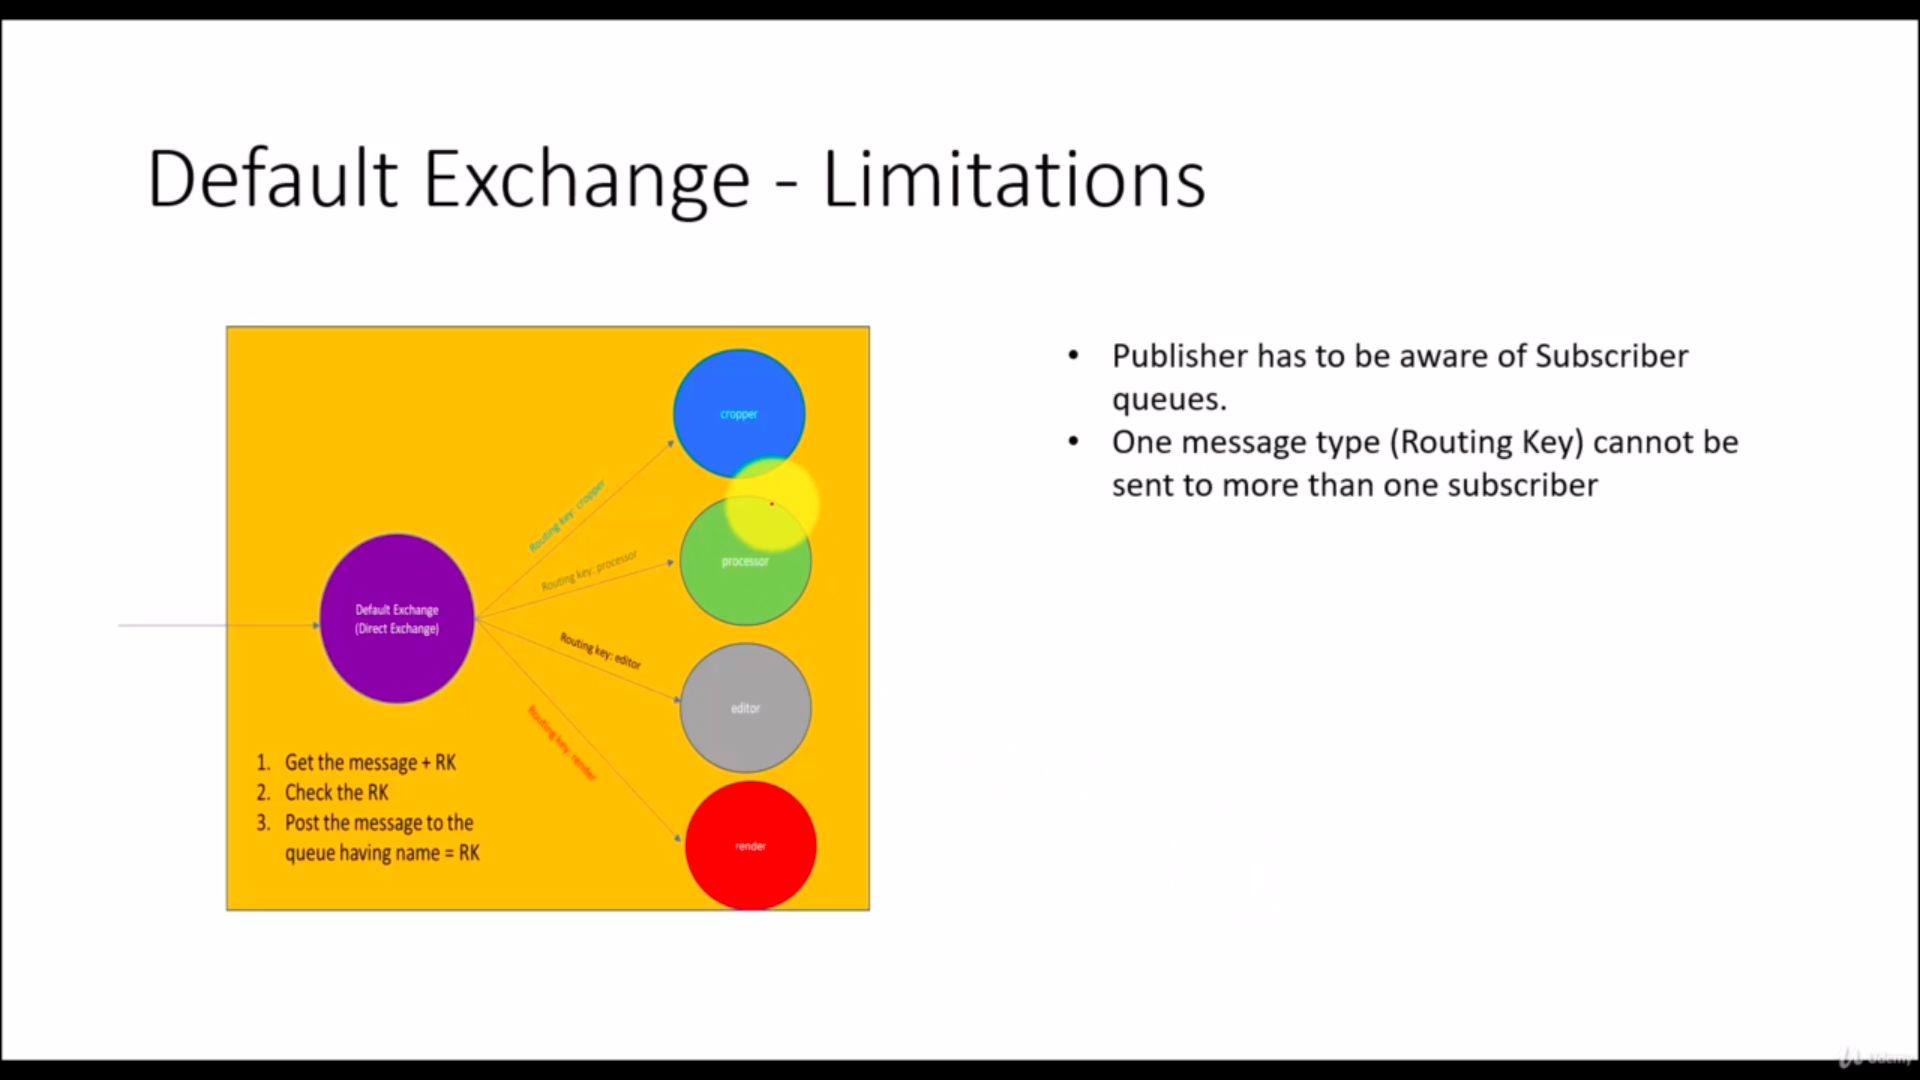 Default Exchange - Limitations
cropper
Routing key: cropper
Routing key: processor
processor
Default Exchange
(Direct Exchange)
Routing key: editor
editor
Routing key: render
render
1. Get the message + RK
2. Check the RK
3. Post the message to the
queue having name = RK
• Publisher has to be aware of Subscriber
queues.
• One message type (Routing Key) cannot be
sent to more than one subscriber
Udemy